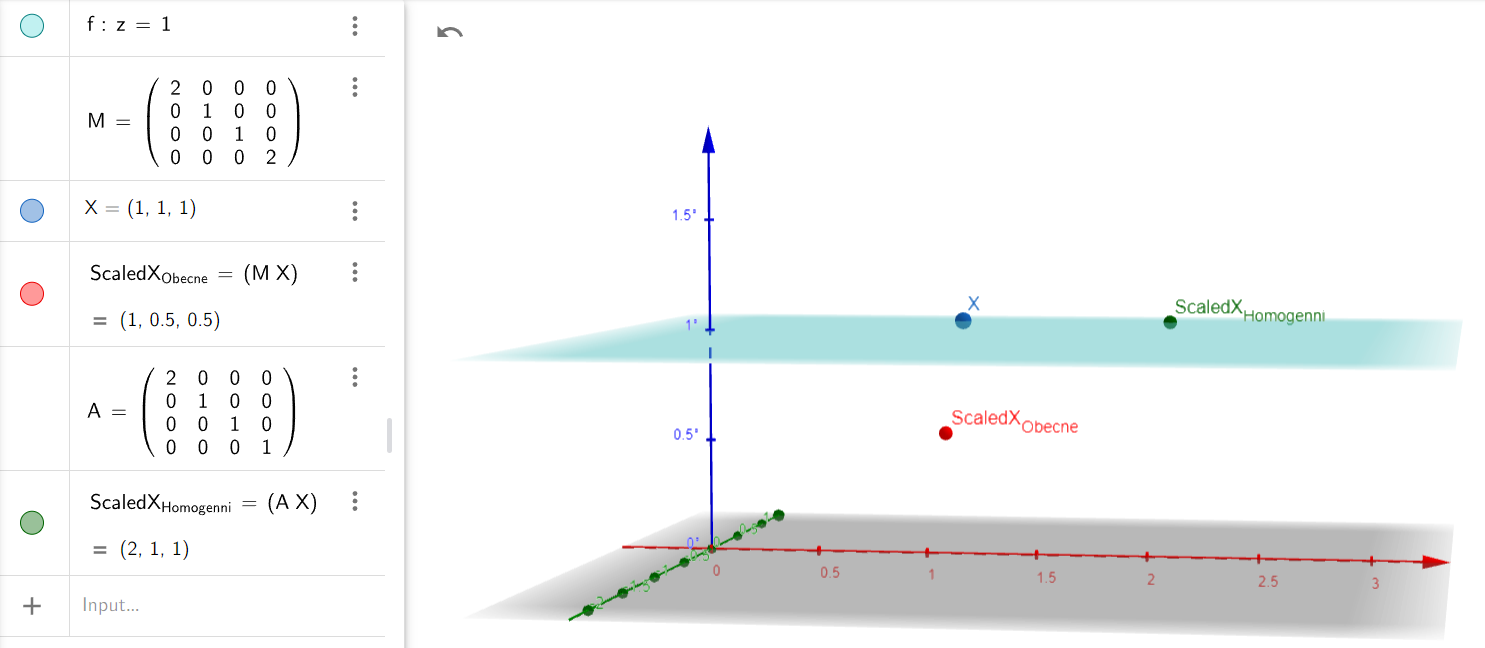 f : z = 1
2 0 0 0
0 1 0 0
M =
0 0 1 0
0 0 0 2
X = (1, 1, 1)
ScaledX_Obecne = (M X)
= (1, 0.5, 0.5)
2 0 0 0
0 1 0 0
A =
0 0 1 0
0 0 0 1
ScaledX_Homogenni = (A X)
= (2, 1, 1)
+ Input...
1.5"
X
ScaledX_Homogenni
1"
ScaledX_Obecne
0.5"
0"
0 0.5 1 1.5 2 2.5 3